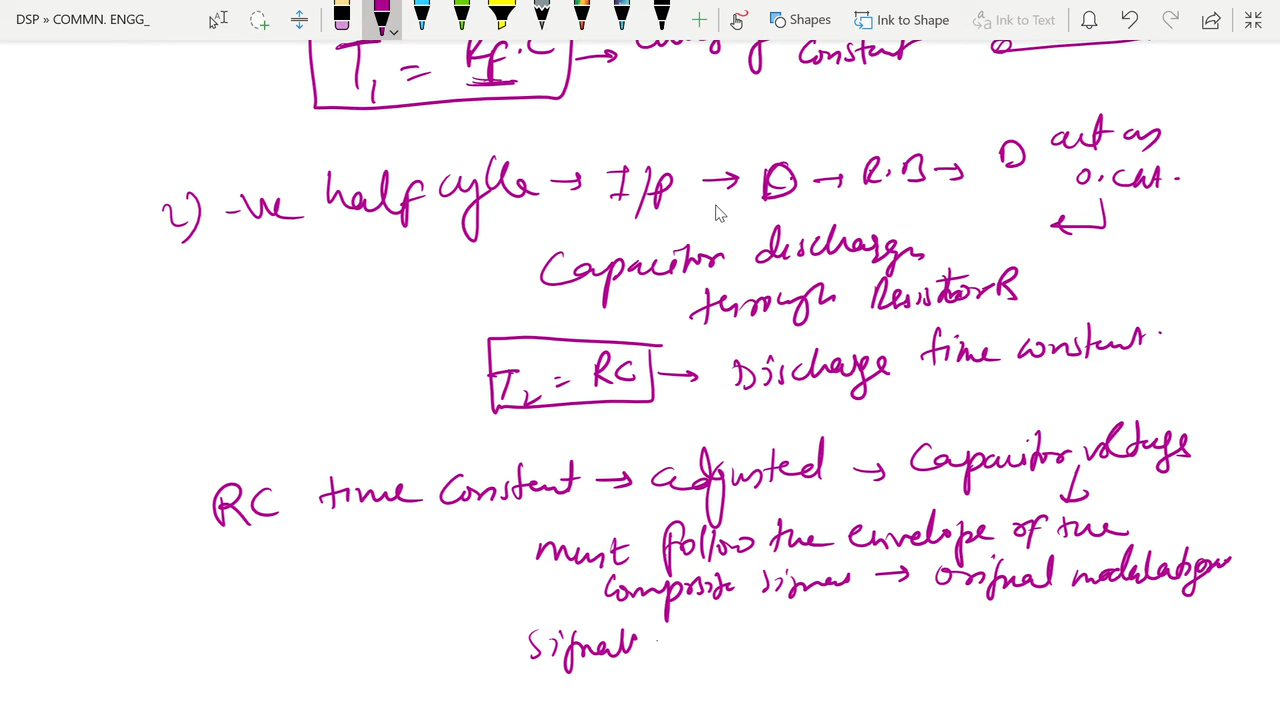 DSP » COMMN. ENGG_
Shapes
Ink to Shape
Ink to Text
T1 = Rf.C → constant
2) -ve half cycle → I/P → D → R.B → D act as
o.ckt.
Capacitor discharges
through Resistor R
T2 = RC → Discharge time constant.
RC time constant → adjusted → capacitor voltage
must follow the envelope of the
composite signal → original modulating
signal